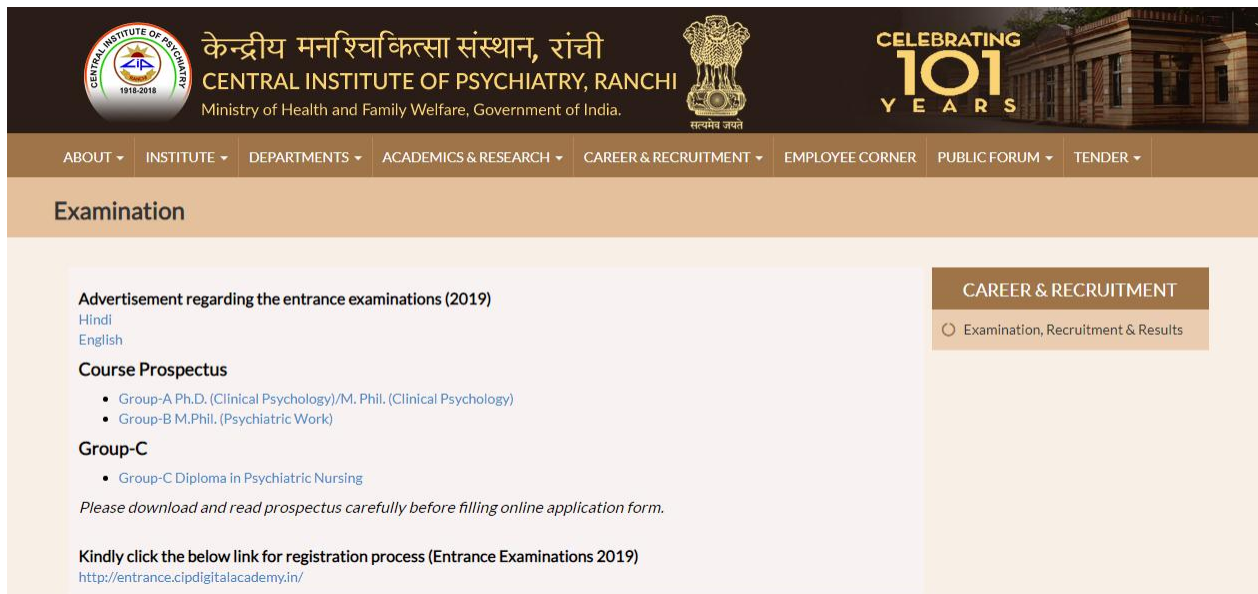 CENTRAL INSTITUTE OF PSYCHIATRY
CIP
RANCHI
1918-2018
केन्द्रीय मनश्चिकित्सा संस्थान, रांची
CENTRAL INSTITUTE OF PSYCHIATRY, RANCHI
Ministry of Health and Family Welfare, Government of India.
सत्यमेव जयते
CELEBRATING
101
YEARS
ABOUT INSTITUTE DEPARTMENTS ACADEMICS & RESEARCH CAREER & RECRUITMENT EMPLOYEE CORNER PUBLIC FORUM TENDER
Examination
Advertisement regarding the entrance examinations (2019)
Hindi
English
Course Prospectus
Group-A Ph.D. (Clinical Psychology)/M. Phil. (Clinical Psychology)
Group-B M.Phil. (Psychiatric Work)
Group-C
Group-C Diploma in Psychiatric Nursing
Please download and read prospectus carefully before filling online application form.
Kindly click the below link for registration process (Entrance Examinations 2019)
http://entrance.cipdigitalacademy.in/
CAREER & RECRUITMENT
Examination, Recruitment & Results